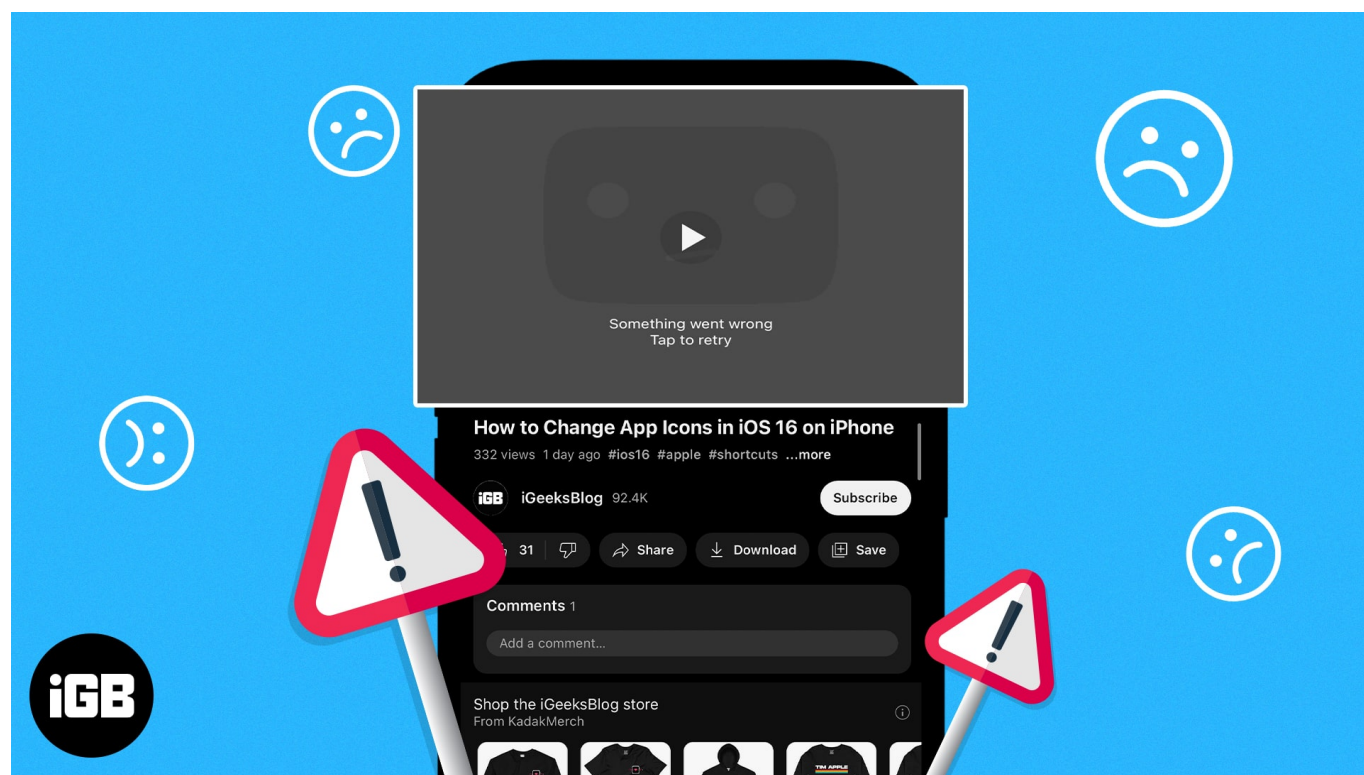 Something went wrong
Tap to retry
How to Change App Icons in iOS 16 on iPhone
332 views 1 day ago #ios16 #apple #shortcuts ...more
iGB iGeeksBlog 92.4K Subscribe
31 Share Download Save
Comments 1
Add a comment...
iGB
Shop the iGeeksBlog store
From KadakMerch
TIM APPLE